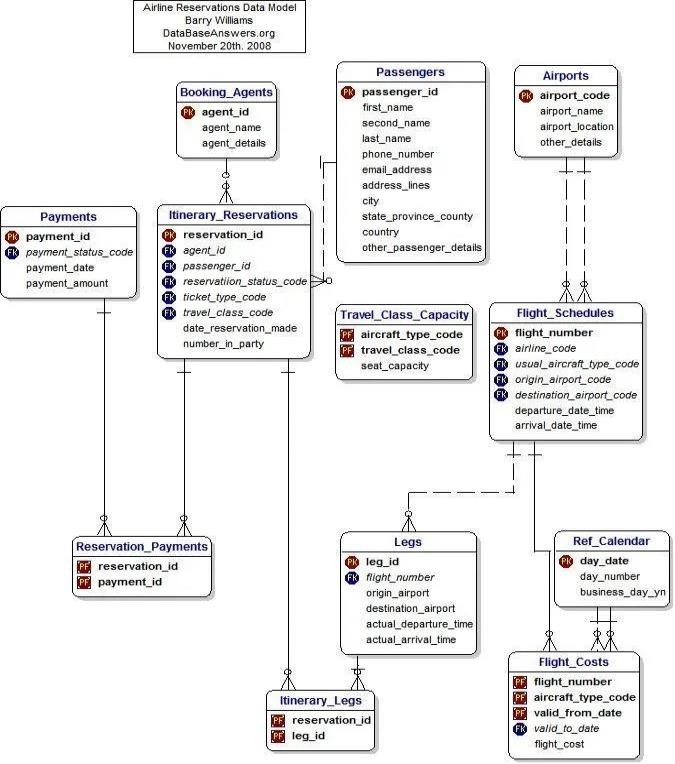 Airline Reservations Data Model
Barry Williams
DataBaseAnswers.org
November 20th. 2008
Booking_Agents
PK agent_id
agent_name
agent_details
Passengers
PK passenger_id
first_name
second_name
last_name
phone_number
email_address
address_lines
city
state_province_county
country
other_passenger_details
Airports
PK airport_code
airport_name
airport_location
other_details
Payments
PK payment_id
FK payment_status_code
payment_date
payment_amount
Itinerary_Reservations
PK reservation_id
FK agent_id
FK passenger_id
FK reservatiion_status_code
FK ticket_type_code
FK travel_class_code
date_reservation_made
number_in_party
Travel_Class_Capacity
PF aircraft_type_code
PF travel_class_code
seat_capacity
Flight_Schedules
PK flight_number
FK airline_code
FK usual_aircraft_type_code
FK origin_airport_code
FK destination_airport_code
departure_date_time
arrival_date_time
Reservation_Payments
PF reservation_id
PF payment_id
Legs
PK leg_id
FK flight_number
origin_airport
destination_airport
actual_departure_time
actual_arrival_time
Ref_Calendar
PK day_date
day_number
business_day_yn
Itinerary_Legs
PF reservation_id
PF leg_id
Flight_Costs
PF flight_number
PF aircraft_type_code
PF valid_from_date
FK valid_to_date
flight_cost